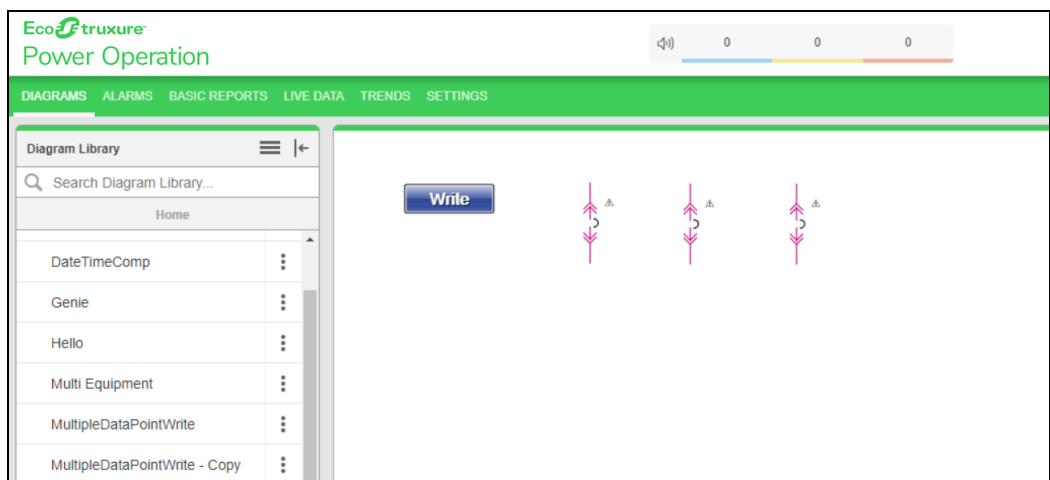 EcoStruxure™
Power Operation
0 0 0
DIAGRAMS ALARMS BASIC REPORTS LIVE DATA TRENDS SETTINGS
Diagram Library
Search Diagram Library...
Home
Write
DateTimeComp
Genie
Hello
Multi Equipment
MultipleDataPointWrite
MultipleDataPointWrite - Copy